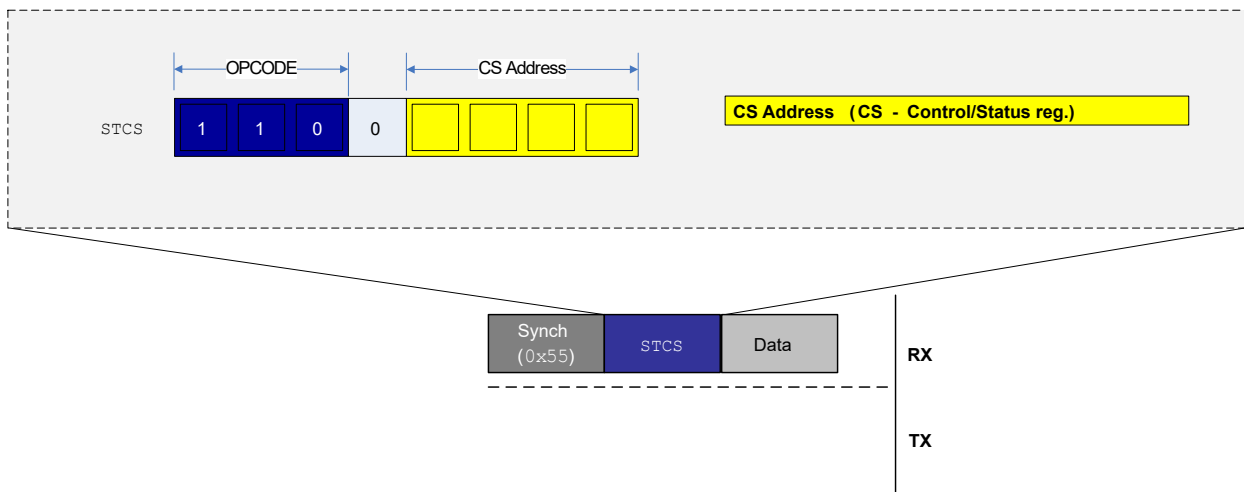 OPCODE CS Address
STCS 1 1 0 0
CS Address (CS - Control/Status reg.)
Synch
(0x55)
STCS
Data
RX
TX